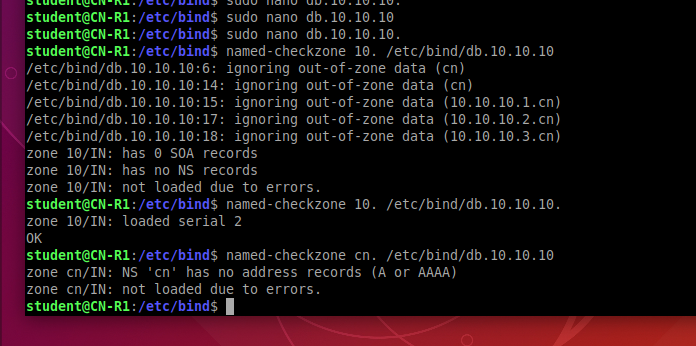 student@CN-R1:/etc/bind$ sudo nano db.10.10.10.
student@CN-R1:/etc/bind$ sudo nano db.10.10.10
student@CN-R1:/etc/bind$ sudo nano db.10.10.10.
student@CN-R1:/etc/bind$ named-checkzone 10. /etc/bind/db.10.10.10
/etc/bind/db.10.10.10:6: ignoring out-of-zone data (cn)
/etc/bind/db.10.10.10:14: ignoring out-of-zone data (cn)
/etc/bind/db.10.10.10:15: ignoring out-of-zone data (10.10.10.1.cn)
/etc/bind/db.10.10.10:17: ignoring out-of-zone data (10.10.10.2.cn)
/etc/bind/db.10.10.10:18: ignoring out-of-zone data (10.10.10.3.cn)
zone 10/IN: has 0 SOA records
zone 10/IN: has no NS records
zone 10/IN: not loaded due to errors.
student@CN-R1:/etc/bind$ named-checkzone 10. /etc/bind/db.10.10.10.
zone 10/IN: loaded serial 2
OK
student@CN-R1:/etc/bind$ named-checkzone cn. /etc/bind/db.10.10.10
zone cn/IN: NS 'cn' has no address records (A or AAAA)
zone cn/IN: not loaded due to errors.
student@CN-R1:/etc/bind$